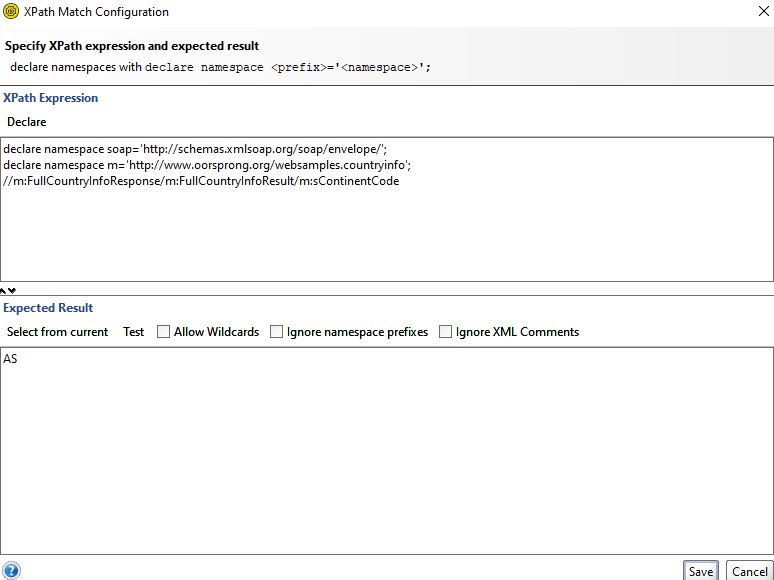 XPath Match Configuration
Specify XPath expression and expected result
declare namespaces with declare namespace <prefix>='<namespace>';
XPath Expression
Declare
declare namespace soap='http://schemas.xmlsoap.org/soap/envelope/';
declare namespace m='http://www.oorsprong.org/websamples.countryinfo';
//m:FullCountryInfoResponse/m:FullCountryInfoResult/m:sContinentCode
Expected Result
Select from current Test Allow Wildcards Ignore namespace prefixes Ignore XML Comments
AS
? Save Cancel